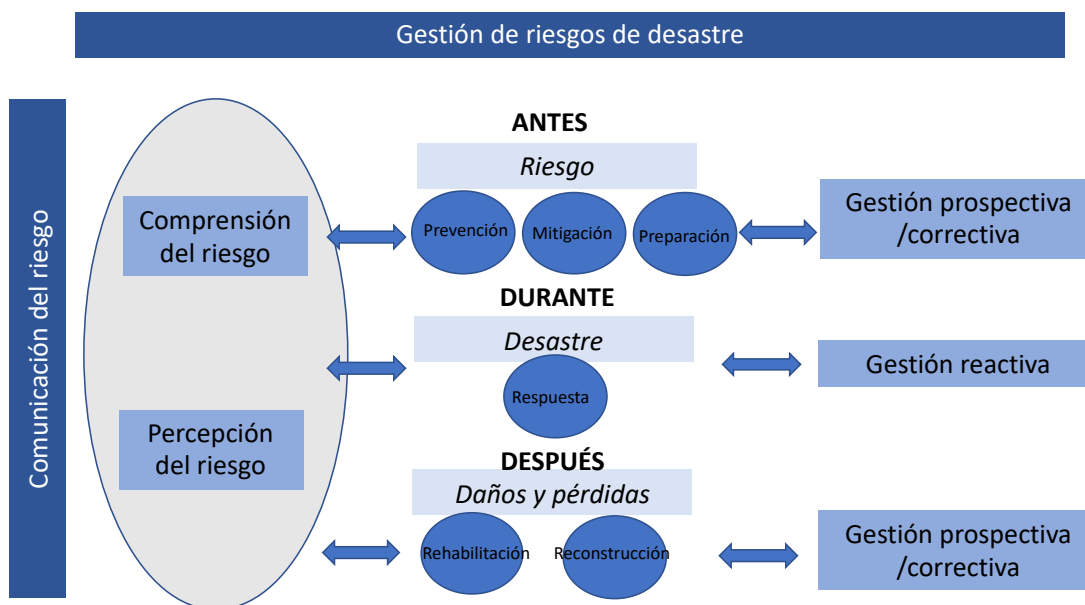 Gestión de riesgos de desastre
Comunicación del riesgo
Comprensión
del riesgo
Percepción
del riesgo
ANTES
Riesgo
Prevención
Mitigación
Preparación
Gestión prospectiva
/correctiva
DURANTE
Desastre
Respuesta
Gestión reactiva
DESPUÉS
Daños y pérdidas
Rehabilitación
Reconstrucción
Gestión prospectiva
/correctiva